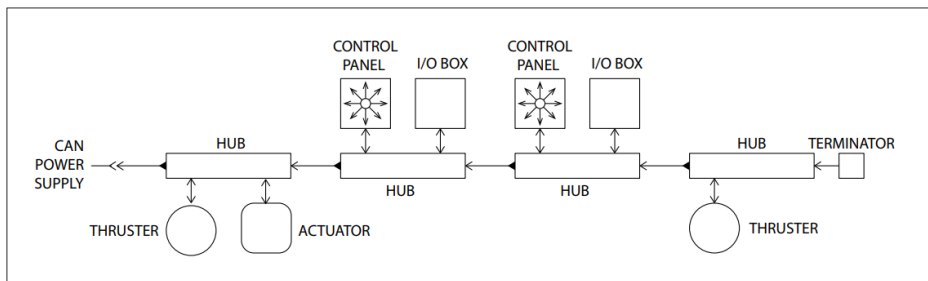 CONTROL
PANEL
I/O BOX
CONTROL
PANEL
I/O BOX
CAN
POWER
SUPPLY
HUB
HUB
HUB
HUB
TERMINATOR
THRUSTER
ACTUATOR
THRUSTER